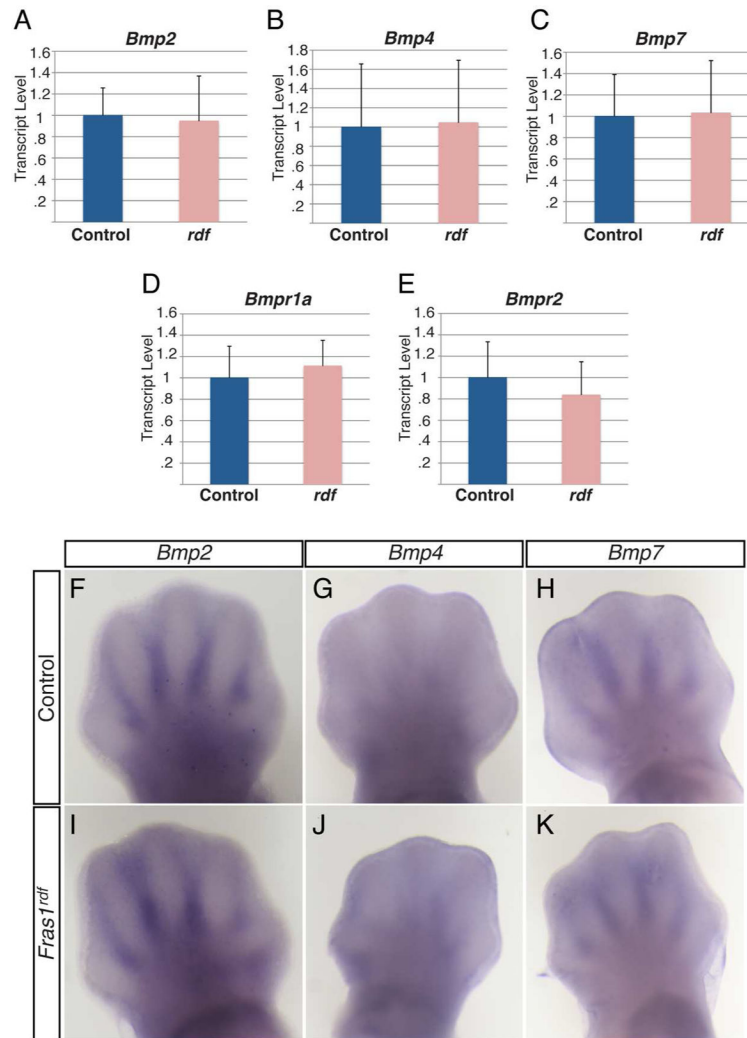 A
Bmp2
Transcript Level
1.6
1.4
1.2
1
.8
.6
.4
.2
Control
rdf
B
Bmp4
Transcript Level
1.8
1.6
1.4
1.2
1
.8
.6
.4
.2
Control
rdf
C
Bmp7
Transcript Level
1.6
1.4
1.2
1
.8
.6
.4
.2
Control
rdf
D
Bmpr1a
Transcript Level
1.6
1.4
1.2
1
.8
.6
.4
.2
Control
rdf
E
Bmpr2
Transcript Level
1.6
1.4
1.2
1
.8
.6
.4
.2
Control
rdf
Bmp2
Bmp4
Bmp7
Control
F
G
H
Fras1rdf
I
J
K